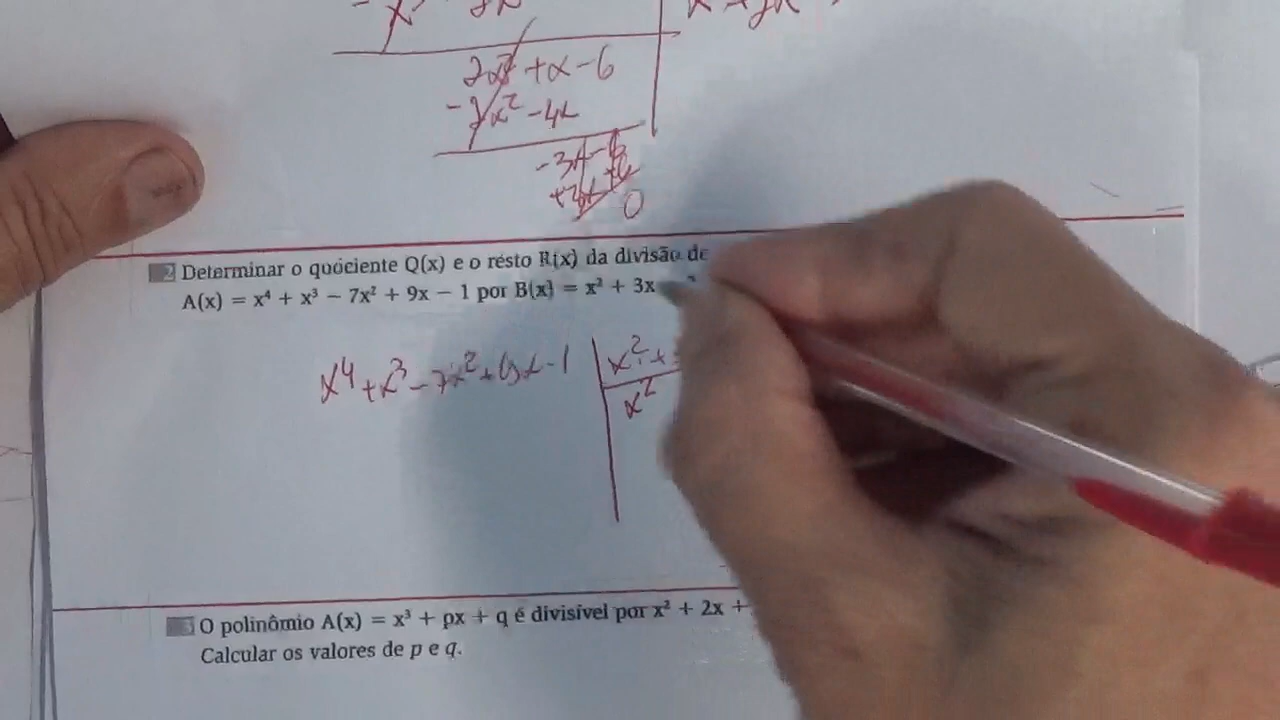 2x² + x - 6
- 2x² - 4x
- 3x - 6
+ 3x + 6
0
2 Determinar o quociente Q(x) e o resto R(x) da divisão de
A(x) = x⁴ + x³ − 7x² + 9x − 1 por B(x) = x² + 3x
x⁴ + x³ - 7x² + 9x - 1 x² +
x²
O polinômio A(x) = x³ + px + q é divisível por x² + 2x +
Calcular os valores de p e q.